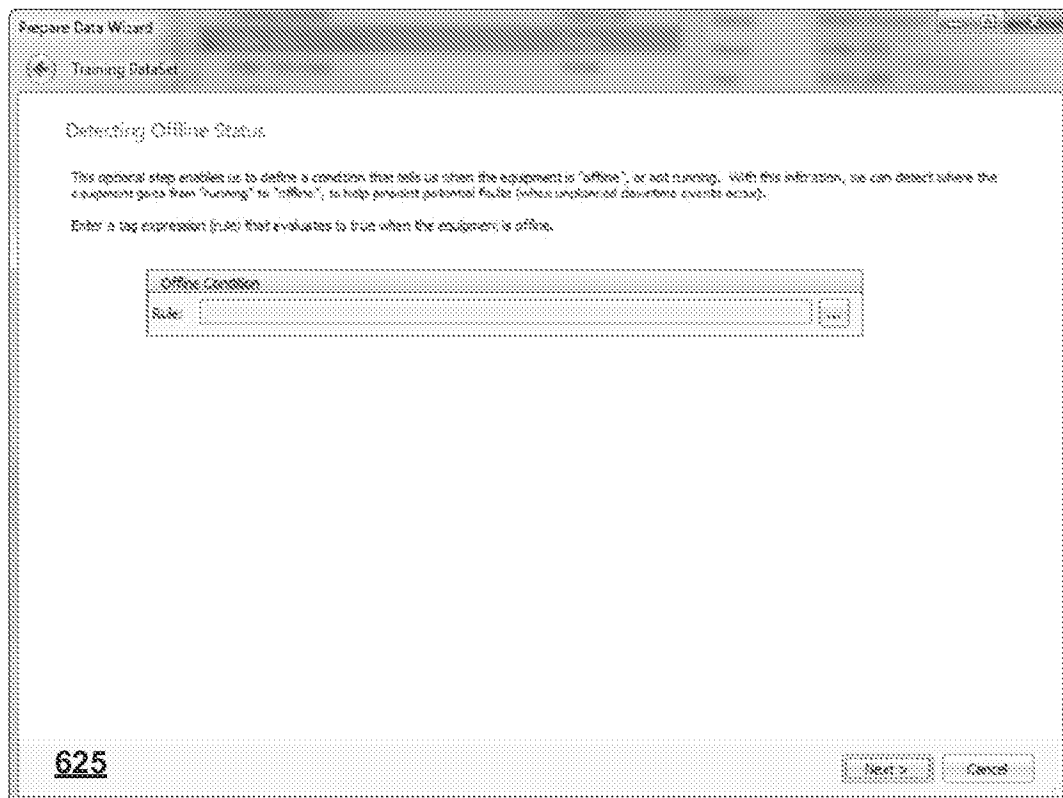 Prepare Data Wizard
Training DataSet
Detecting Offline Status
This optional step enables us to define a condition that tells us when the equipment is "offline", or not running. With this infiration, we can detect where the
equipment goes from "running" to "offline", to help pinpoint potential faults (when unplanned downtime events occur).
Enter a tag expression (rule) that evaluates to true when the equipment is offline.
Offline Condition
Rule:
...
625
Next >
Cancel